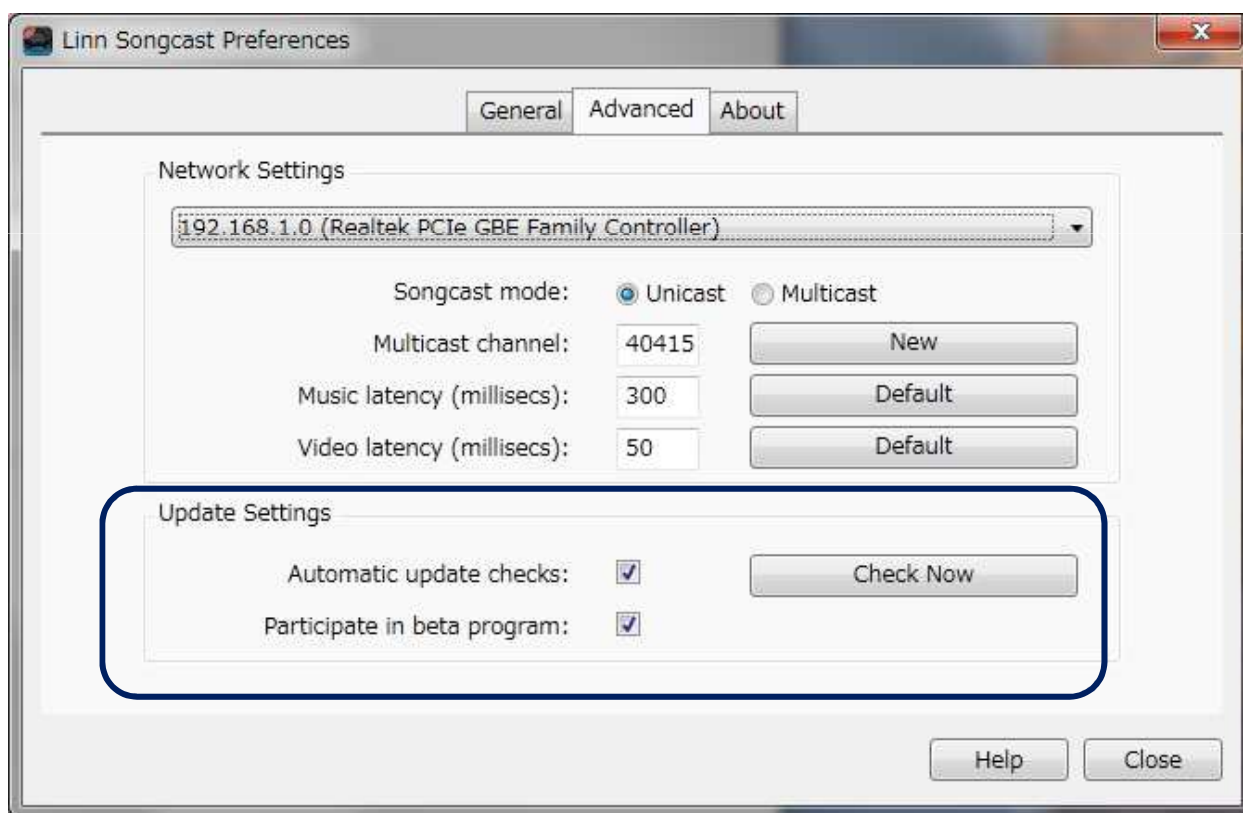 Linn Songcast Preferences
General Advanced About
Network Settings
192.168.1.0 (Realtek PCIe GBE Family Controller)
Songcast mode: Unicast Multicast
Multicast channel: 40415 New
Music latency (millisecs): 300 Default
Video latency (millisecs): 50 Default
Update Settings
Automatic update checks: Check Now
Participate in beta program:
Help Close